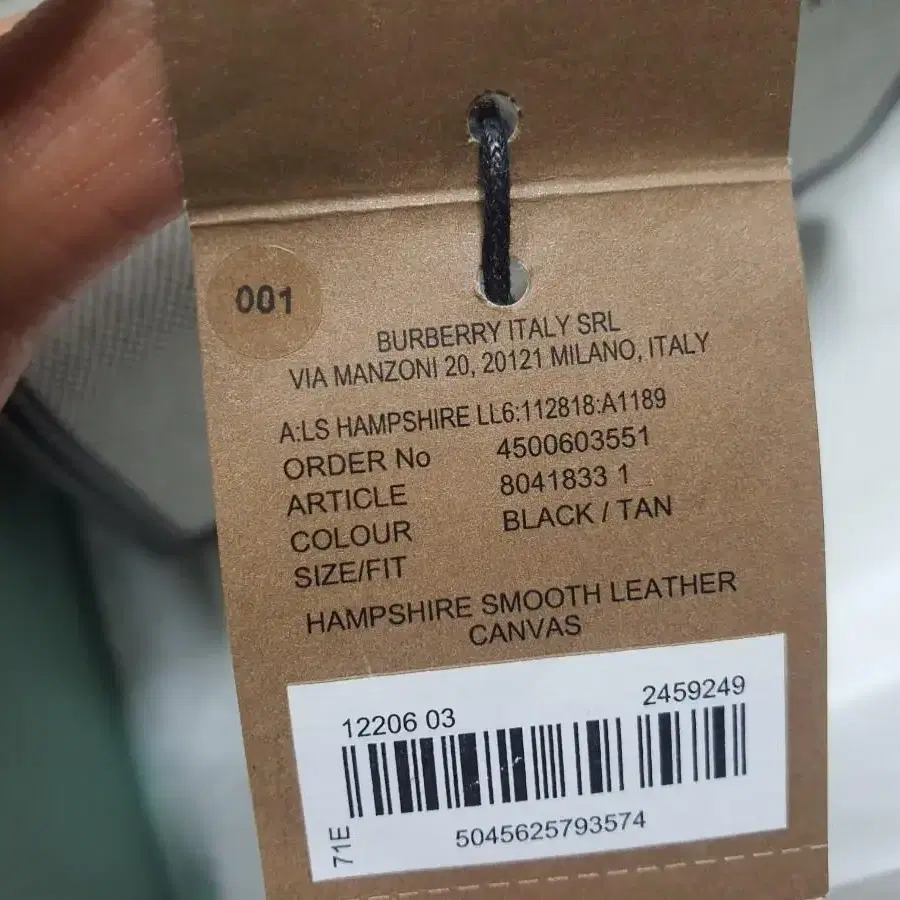 001
BURBERRY ITALY SRL
VIA MANZONI 20, 20121 MILANO, ITALY
A:LS HAMPSHIRE LL6:112818:A1189
ORDER No 4500603551
ARTICLE 8041833 1
COLOUR BLACK / TAN
SIZE/FIT
HAMPSHIRE SMOOTH LEATHER
CANVAS
12206 03 2459249
71E
5045625793574